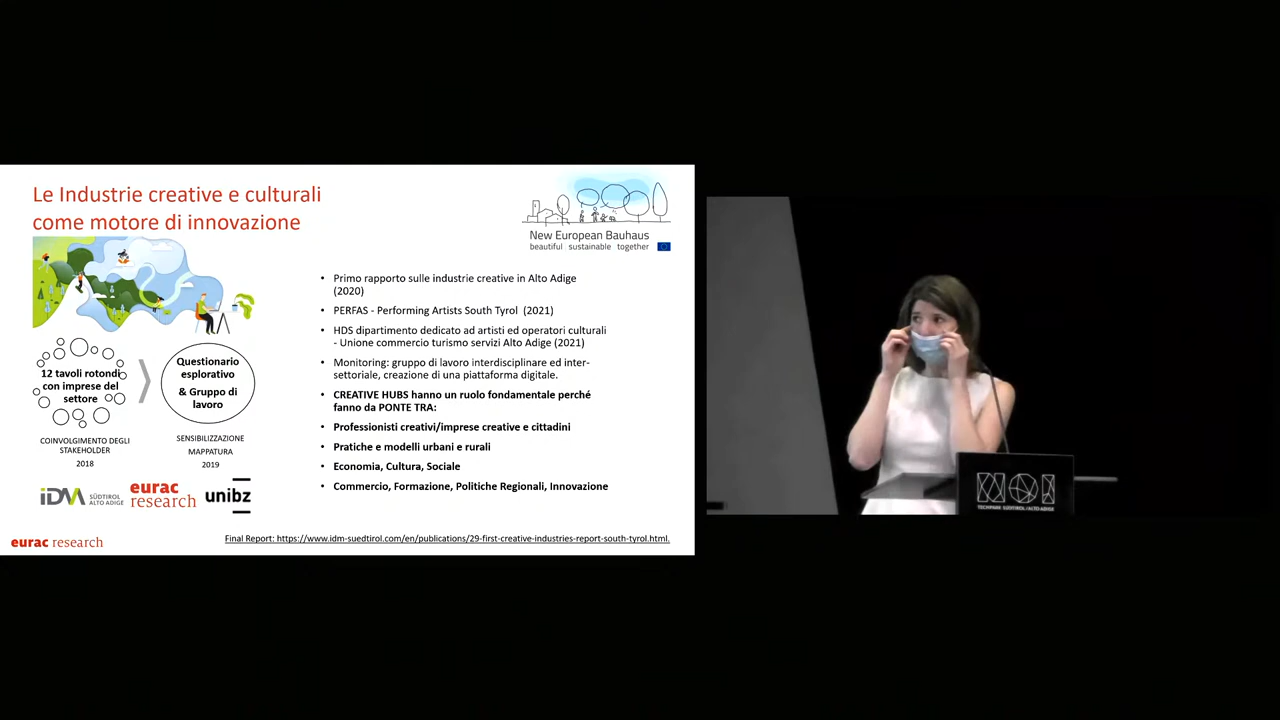 Le Industrie creative e culturali
come motore di innovazione
New European Bauhaus
beautiful sustainable together
• Primo rapporto sulle industrie creative in Alto Adige
(2020)
• PERFAS - Performing Artists South Tyrol (2021)
• HDS dipartimento dedicato ad artisti ed operatori culturali
- Unione commercio turismo servizi Alto Adige (2021)
• Monitoring: gruppo di lavoro interdisciplinare ed inter-
settoriale, creazione di una piattaforma digitale.
• CREATIVE HUBS hanno un ruolo fondamentale perché
fanno da PONTE TRA:
• Professionisti creativi/imprese creative e cittadini
• Pratiche e modelli urbani e rurali
• Economia, Cultura, Sociale
• Commercio, Formazione, Politiche Regionali, Innovazione
12 tavoli rotondi
con imprese del
settore
Questionario
esplorativo
& Gruppo di
lavoro
COINVOLGIMENTO DEGLI
STAKEHOLDER
2018
SENSIBILIZZAZIONE
MAPPATURA
2019
IDM SÜDTIROL
ALTO ADIGE
eurac
research
unibz
eurac research
Final Report: https://www.idm-suedtirol.com/en/publications/29-first-creative-industries-report-south-tyrol.html.
NOI
TECHPARK SÜDTIROL / ALTO ADIGE